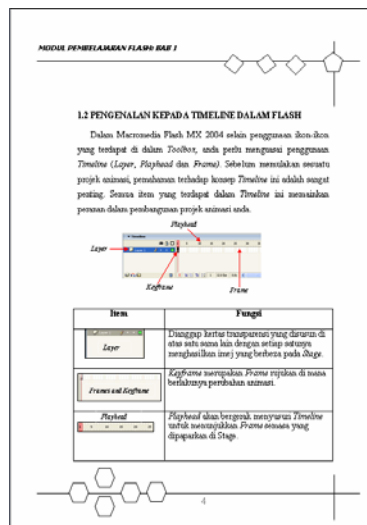 MODUL PEMBELAJARAN FLASH: BAB 1
1.2 PENGENALAN KEPADA TIMELINE DALAM FLASH
Dalam Macromedia Flash MX 2004 selain penggunaan ikon-ikon
yang terdapat di dalam Toolbox, anda perlu menguasai penggunaan
Timeline (Layer, Playhead dan Frame). Sebelum memulakan sesuatu
projek animasi, pemahaman terhadap konsep Timeline ini adalah sangat
penting. Semua item yang terdapat dalam Timeline ini memainkan
peranan dalam pembangunan projek animasi anda.
Playhead
Layer
Keyframe
Frame
Item
Fungsi
Layer
Dianggap kertas transparensi yang disusun di
atas satu sama lain dengan setiap satunya
menghasilkan imej yang berbeza pada Stage.
Frames and Keyframe
Keyframe merupakan Frame rujukan di mana
berlakunya perubahan animasi.
Playhead
Playhead akan bergerak menyusun Timeline
untuk menunjukkan Frame semasa yang
dipaparkan di Stage.
4